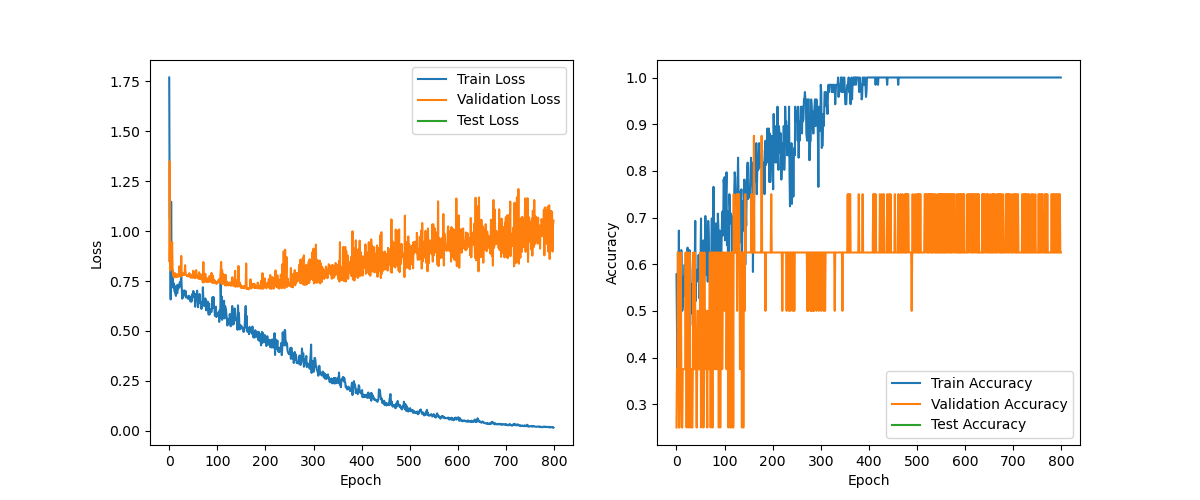 Train Loss
Validation Loss
Test Loss
1.75
1.50
1.25
1.00
0.75
0.50
0.25
0.00
Loss
0 100 200 300 400 500 600 700 800
Epoch
1.0
0.9
0.8
0.7
0.6
0.5
0.4
0.3
Accuracy
Train Accuracy
Validation Accuracy
Test Accuracy
0 100 200 300 400 500 600 700 800
Epoch